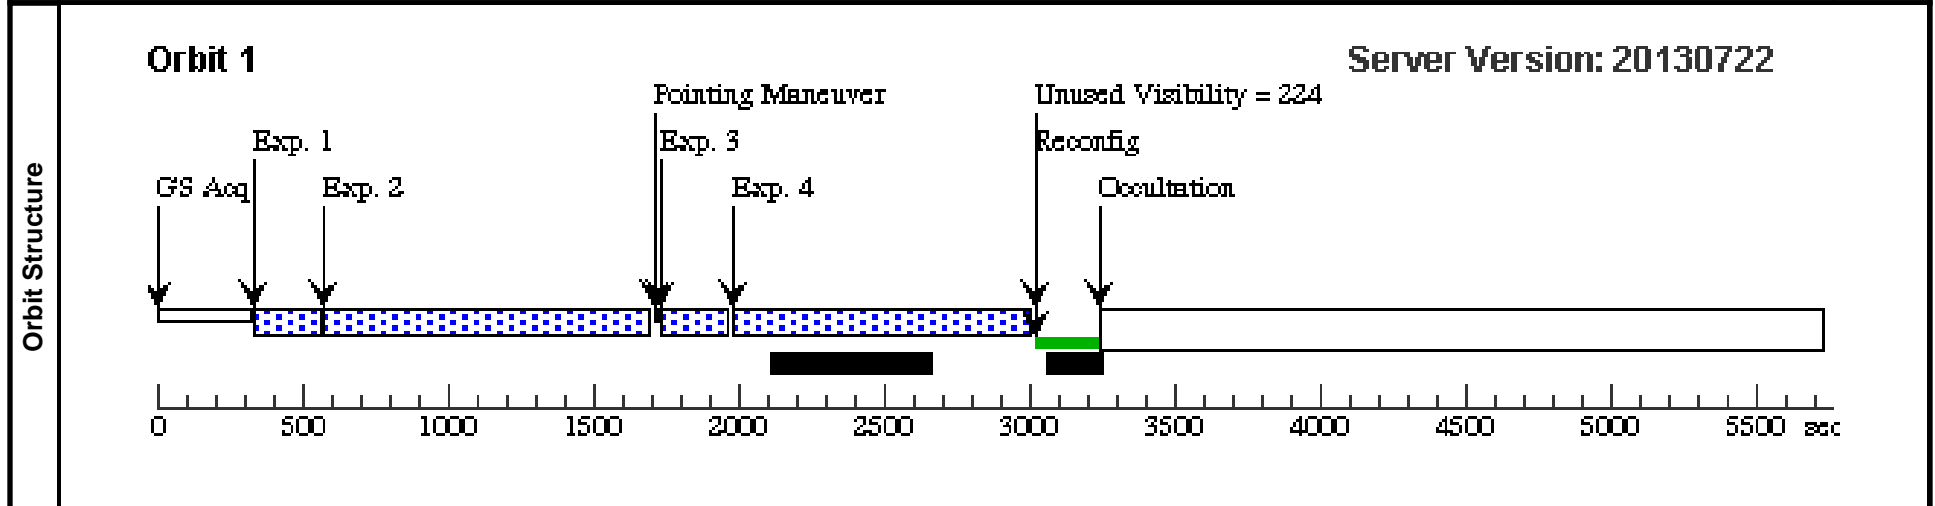 Orbit Structure
Orbit 1
Server Version: 20130722
Pointing Maneuver
Unused Visibility = 224
Exp. 1
Exp. 3
Reconfig
GS Acq
Exp. 2
Exp. 4
Occultation
0 500 1000 1500 2000 2500 3000 3500 4000 4500 5000 5500 sec